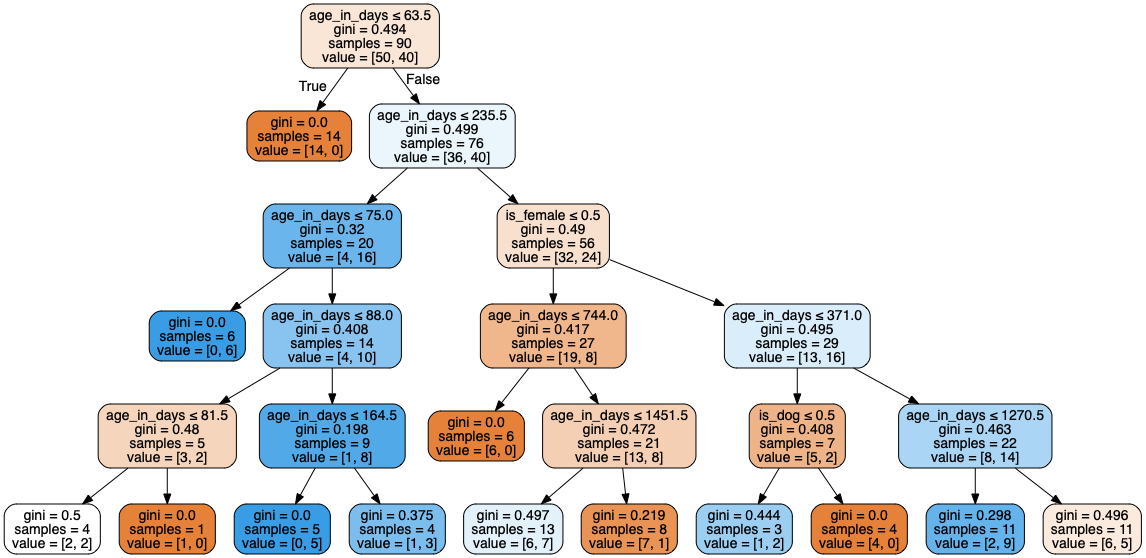 age_in_days ≤ 63.5
gini = 0.494
samples = 90
value = [50, 40]
True
False
gini = 0.0
samples = 14
value = [14, 0]
age_in_days ≤ 235.5
gini = 0.499
samples = 76
value = [36, 40]
age_in_days ≤ 75.0
gini = 0.32
samples = 20
value = [4, 16]
is_female ≤ 0.5
gini = 0.49
samples = 56
value = [32, 24]
gini = 0.0
samples = 6
value = [0, 6]
age_in_days ≤ 88.0
gini = 0.408
samples = 14
value = [4, 10]
age_in_days ≤ 744.0
gini = 0.417
samples = 27
value = [19, 8]
age_in_days ≤ 371.0
gini = 0.495
samples = 29
value = [13, 16]
age_in_days ≤ 81.5
gini = 0.48
samples = 5
value = [3, 2]
age_in_days ≤ 164.5
gini = 0.198
samples = 9
value = [1, 8]
gini = 0.0
samples = 6
value = [6, 0]
age_in_days ≤ 1451.5
gini = 0.472
samples = 21
value = [13, 8]
is_dog ≤ 0.5
gini = 0.408
samples = 7
value = [5, 2]
age_in_days ≤ 1270.5
gini = 0.463
samples = 22
value = [8, 14]
gini = 0.5
samples = 4
value = [2, 2]
gini = 0.0
samples = 1
value = [1, 0]
gini = 0.0
samples = 5
value = [0, 5]
gini = 0.375
samples = 4
value = [1, 3]
gini = 0.497
samples = 13
value = [6, 7]
gini = 0.219
samples = 8
value = [7, 1]
gini = 0.444
samples = 3
value = [1, 2]
gini = 0.0
samples = 4
value = [4, 0]
gini = 0.298
samples = 11
value = [2, 9]
gini = 0.496
samples = 11
value = [6, 5]